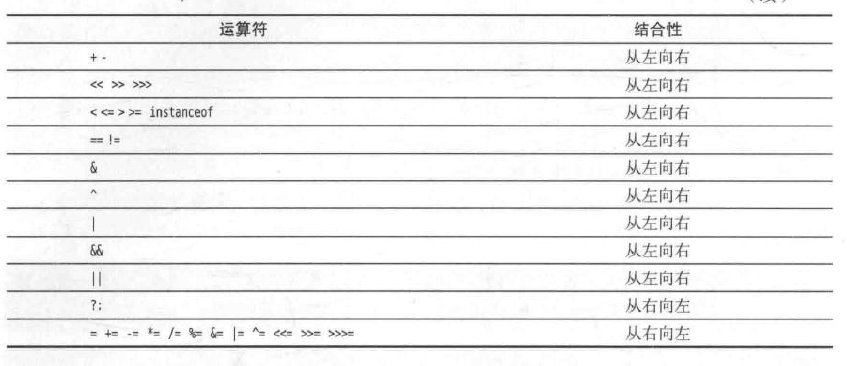 (续)
运算符 结合性
+ - 从左向右
<< >> >>> 从左向右
< <= > >= instanceof 从左向右
== != 从左向右
& 从左向右
^ 从左向右
| 从左向右
&& 从左向右
|| 从左向右
?: 从右向左
= += -= *= /= %= &= |= ^= <<= >>= >>>= 从右向左